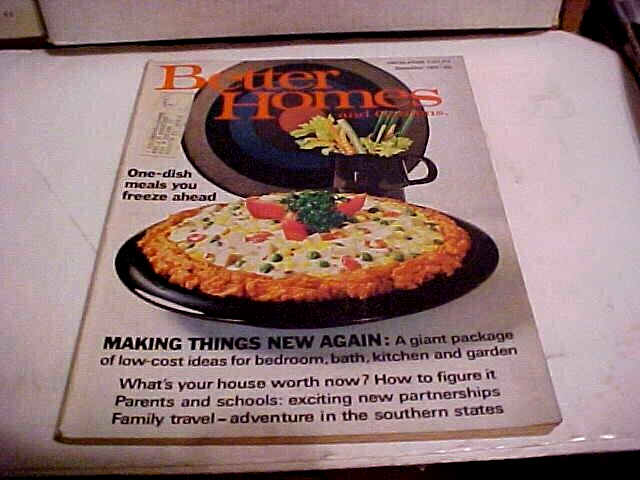 Better
Homes
and Gardens.
One-dish
meals you
freeze ahead
MAKING THINGS NEW AGAIN: A giant package
of low-cost ideas for bedroom, bath, kitchen and garden
What's your house worth now? How to figure it
Parents and schools: exciting new partnerships
Family travel – adventure in the southern states